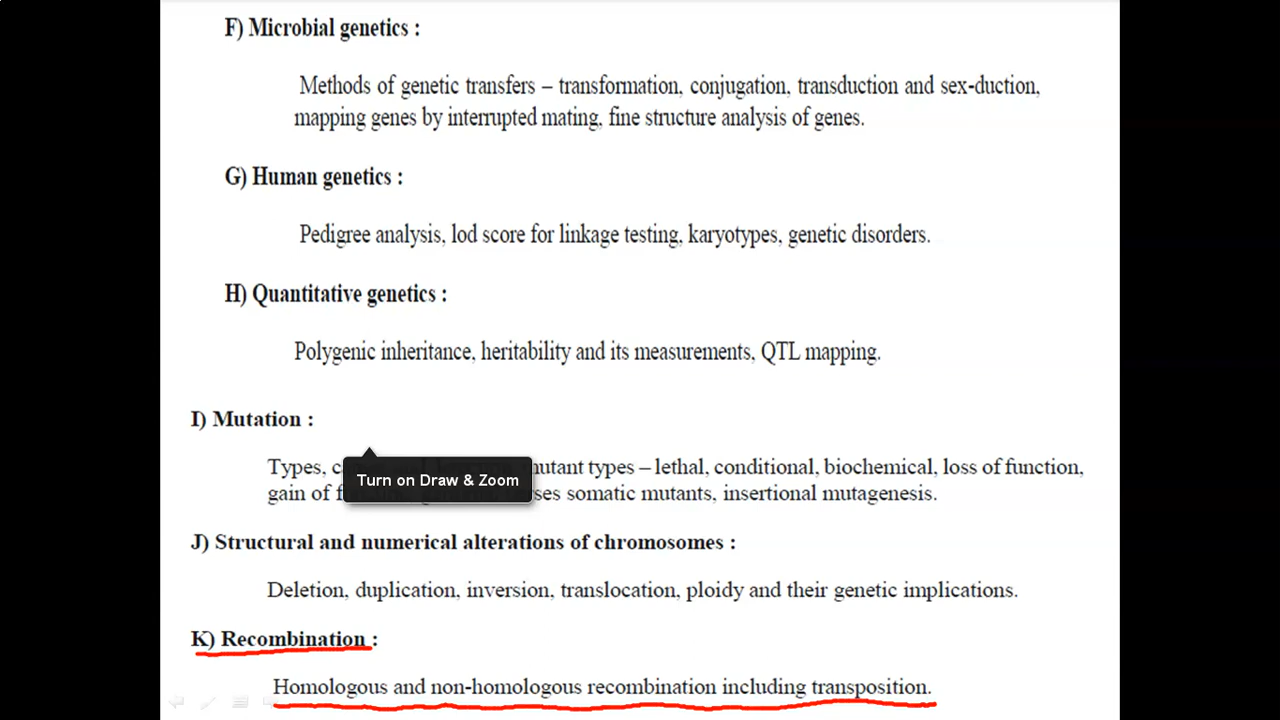 F) Microbial genetics :
Methods of genetic transfers – transformation, conjugation, transduction and sex-duction,
mapping genes by interrupted mating, fine structure analysis of genes.
G) Human genetics :
Pedigree analysis, lod score for linkage testing, karyotypes, genetic disorders.
H) Quantitative genetics :
Polygenic inheritance, heritability and its measurements, QTL mapping.
I) Mutation :
Types, mutant types – lethal, conditional, biochemical, loss of function,
Turn on Draw & Zoom
gain of somatic mutants, insertional mutagenesis.
J) Structural and numerical alterations of chromosomes :
Deletion, duplication, inversion, translocation, ploidy and their genetic implications.
K) Recombination :
Homologous and non-homologous recombination including transposition.